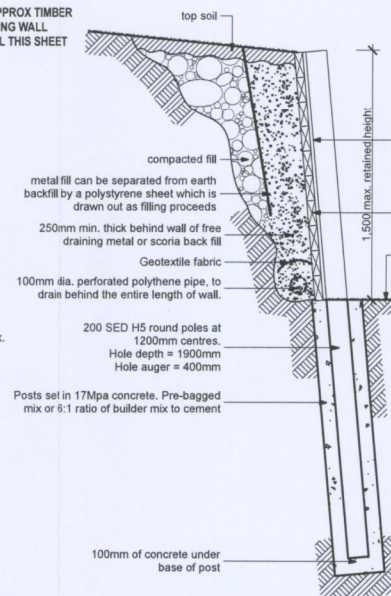 PPROX TIMBER
NG WALL
L THIS SHEET
top soil
compacted fill
metal fill can be separated from earth
backfill by a polystyrene sheet which is
drawn out as filling proceeds
250mm min. thick behind wall of free
draining metal or scoria back fill
Geotextile fabric
100mm dia. perforated polythene pipe, to
drain behind the entire length of wall.
x.
200 SED H5 round poles at
1200mm centres.
Hole depth = 1900mm
Hole auger = 400mm
Posts set in 17Mpa concrete. Pre-bagged
mix or 6:1 ratio of builder mix to cement
100mm of concrete under
base of post
1,500 max. retained height